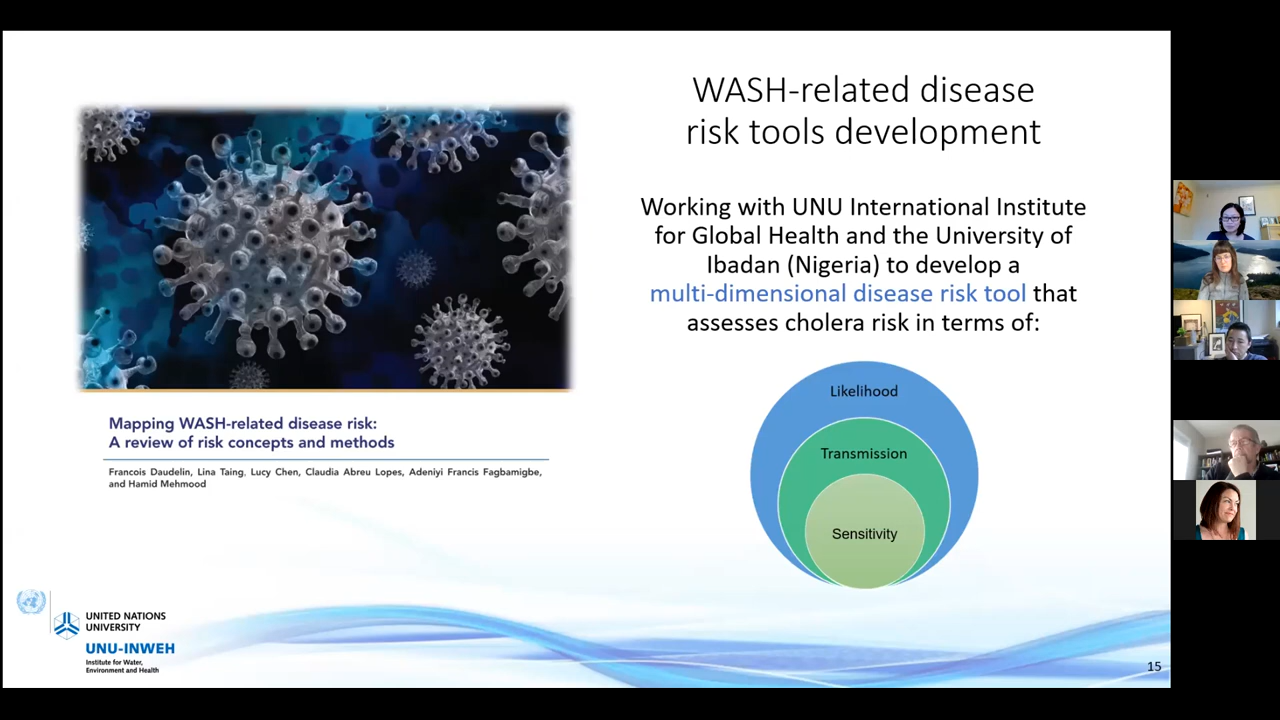 WASH-related disease
risk tools development
Working with UNU International Institute
for Global Health and the University of
Ibadan (Nigeria) to develop a
multi-dimensional disease risk tool that
assesses cholera risk in terms of:
Likelihood
Transmission
Sensitivity
Mapping WASH-related disease risk:
A review of risk concepts and methods
Francois Daudelin, Lina Taing, Lucy Chen, Claudia Abreu Lopes, Adeniyi Francis Fagbamigbe,
and Hamid Mehmood
UNITED NATIONS
UNIVERSITY
UNU-INWEH
Institute for Water,
Environment and Health
15